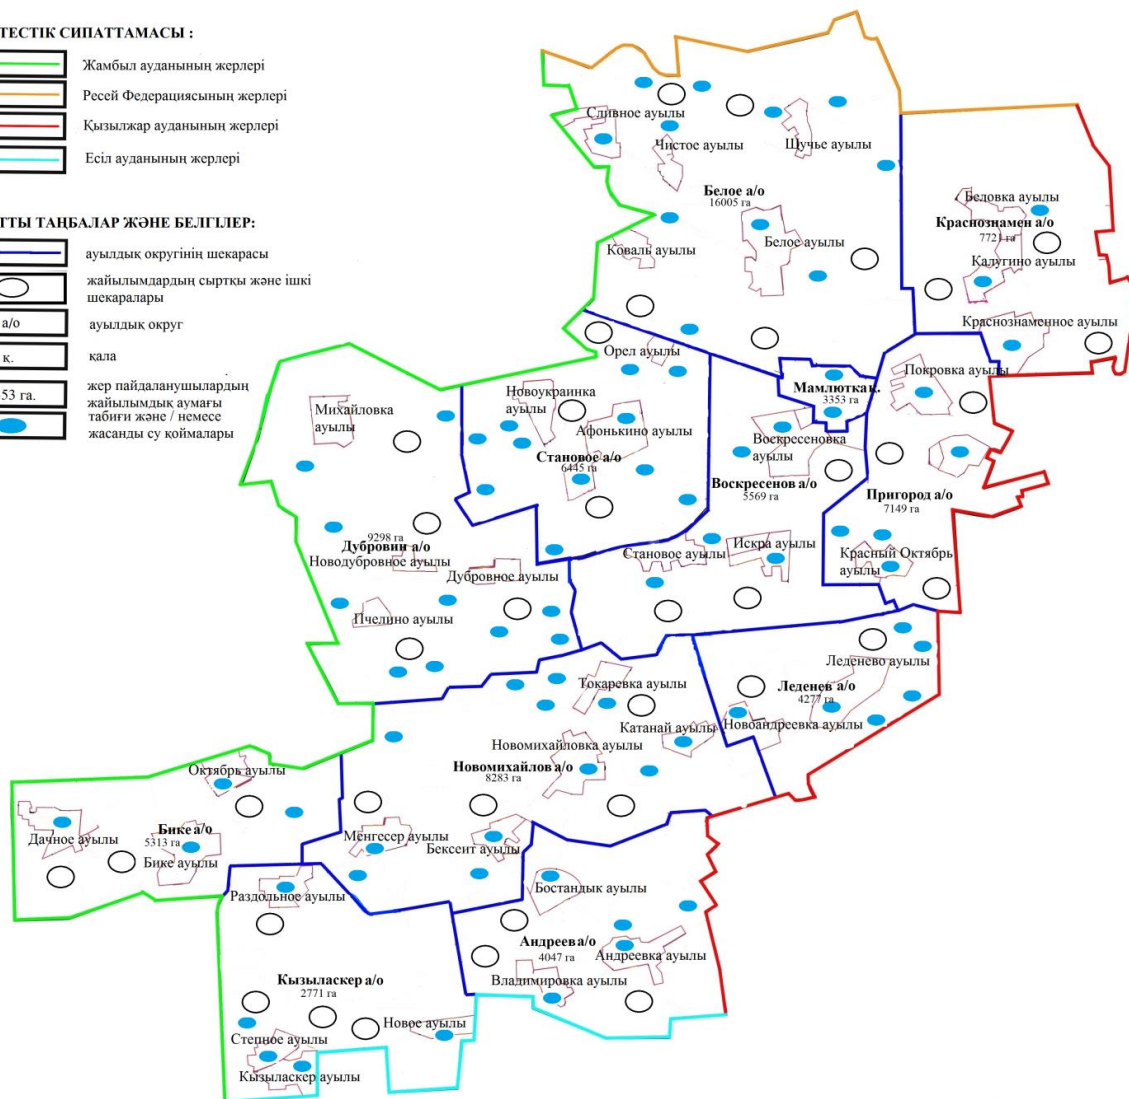 ТЕСТІК СИПАТТАМАСЫ :
Жамбыл ауданының жерлері
Ресей Федерациясының жерлері
Қызылжар ауданының жерлері
Есіл ауданының жерлері
ТТЫ ТАҢБАЛАР ЖӘНЕ БЕЛГІЛЕР:
ауылдық округінің шекарасы
жайылымдардың сыртқы және ішкі
шекаралары
а/о
ауылдық округ
қ.
қала
53 га.
жер пайдаланушылардың
жайылымдық аумағы
табиғи және / немесе
жасанды су қоймалары
Сливное ауылы
Чистое ауылы
Щучье ауылы
Белое а/о
16005 га
Белое ауылы
Коваль ауылы
Беловка ауылы
Краснознамен а/о
7721 га
Калугино ауылы
Краснознаменное ауылы
Орел ауылы
Покровка ауылы
Мамлютка қ.
3353 га
Михайловка
ауылы
Новоукраинка
ауылы
Афонькино ауылы
Становое а/о
6445 га
Воскресеновка
ауылы
Воскресенов а/о
5569 га
Пригород а/о
7149 га
9298 га
Дубровин а/о
Новодубровное ауылы
Дубровное ауылы
Пчелино ауылы
Становое ауылы
Искра ауылы
Красный Октябрь
ауылы
Леденево ауылы
Леденев а/о
4277 га
Новоандреевка ауылы
Токаревка ауылы
Катанай ауылы
Новомихайловка ауылы
Новомихайлов а/о
8283 га
Октябрь ауылы
Дачное ауылы
Бике а/о
5313 га
Бике ауылы
Менгесер ауылы
Бексеит ауылы
Раздольное ауылы
Бостандык ауылы
Андреев а/о
4047 га
Андреевка ауылы
Владимировка ауылы
Кызыласкер а/о
2771 га
Новое ауылы
Степное ауылы
Кызыласкер ауылы